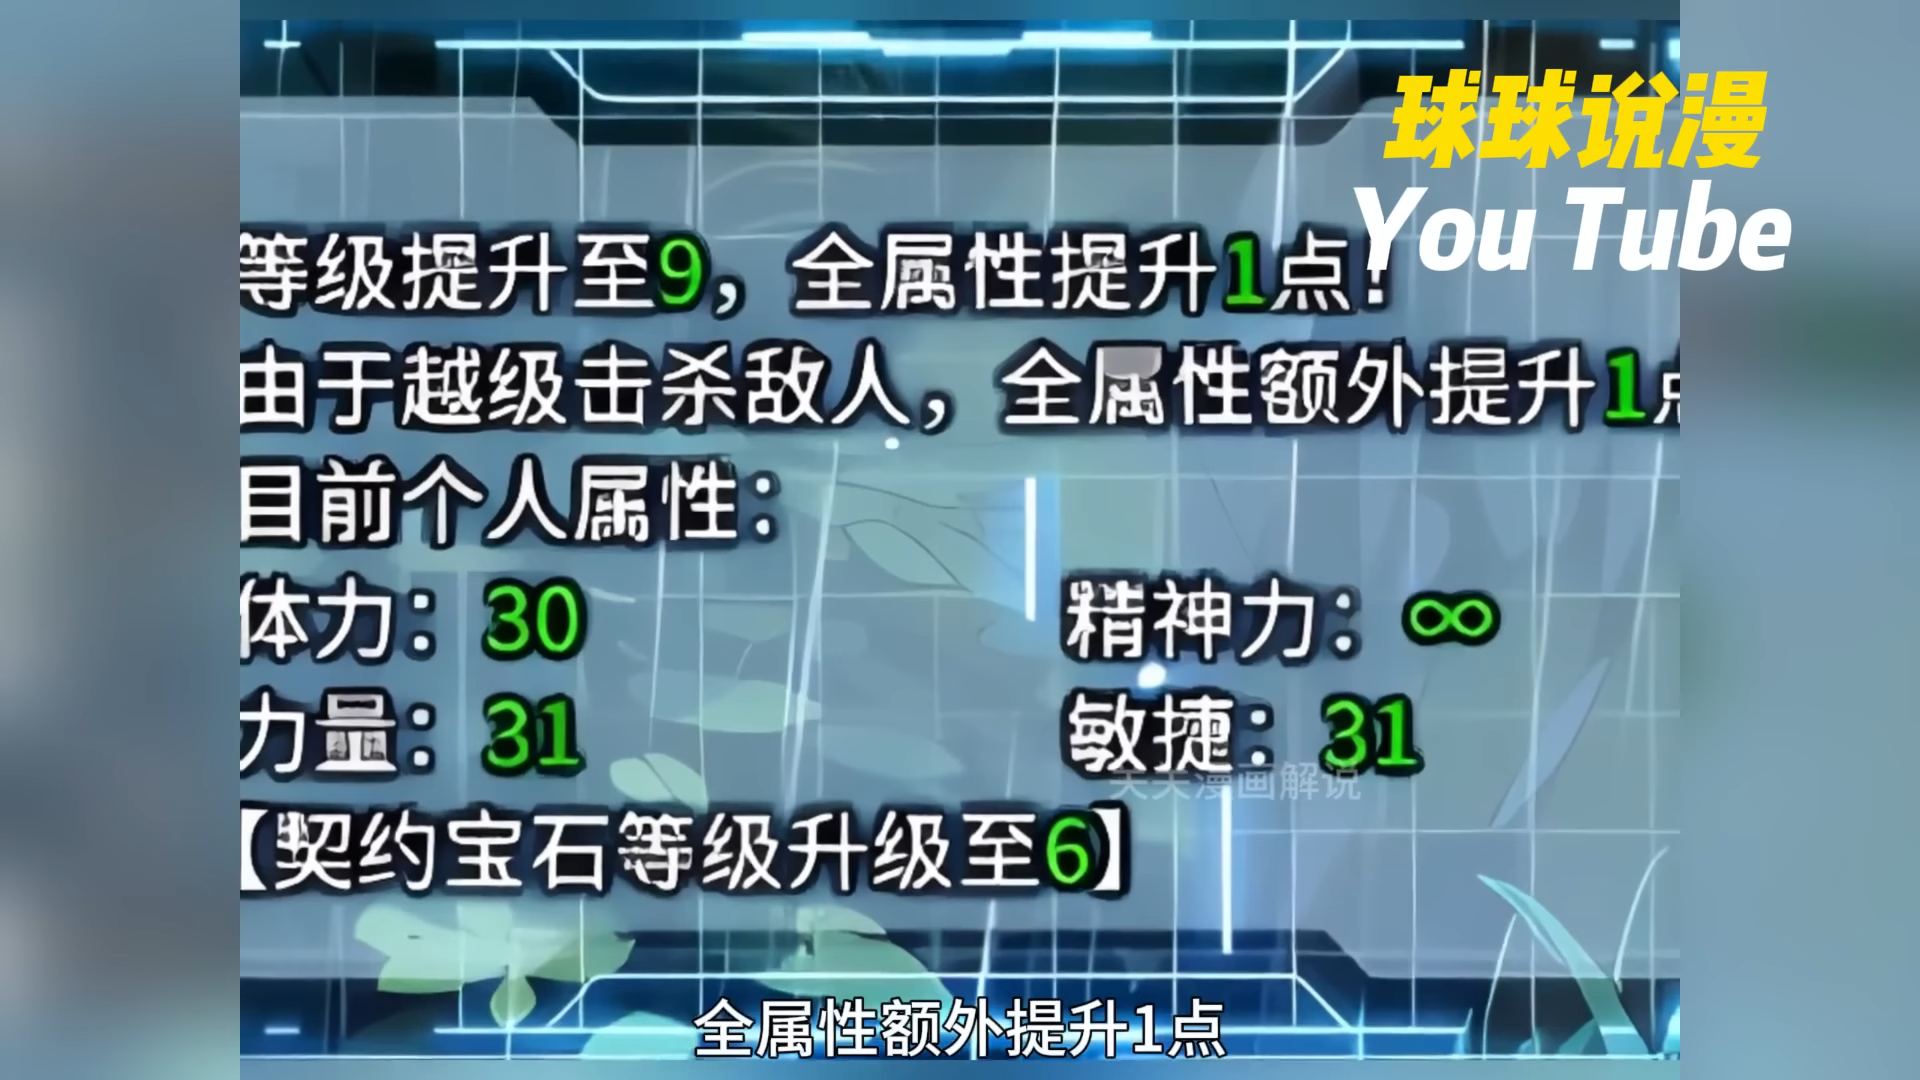 球球说漫
YouTube
等级提升至9，全属性提升1点！
由于越级击杀敌人，全属性额外提升1点
目前个人属性：
体力：30 精神力：∞
力量：31 敏捷：31
天天漫画解说
【契约宝石等级升级至6】
全属性额外提升1点